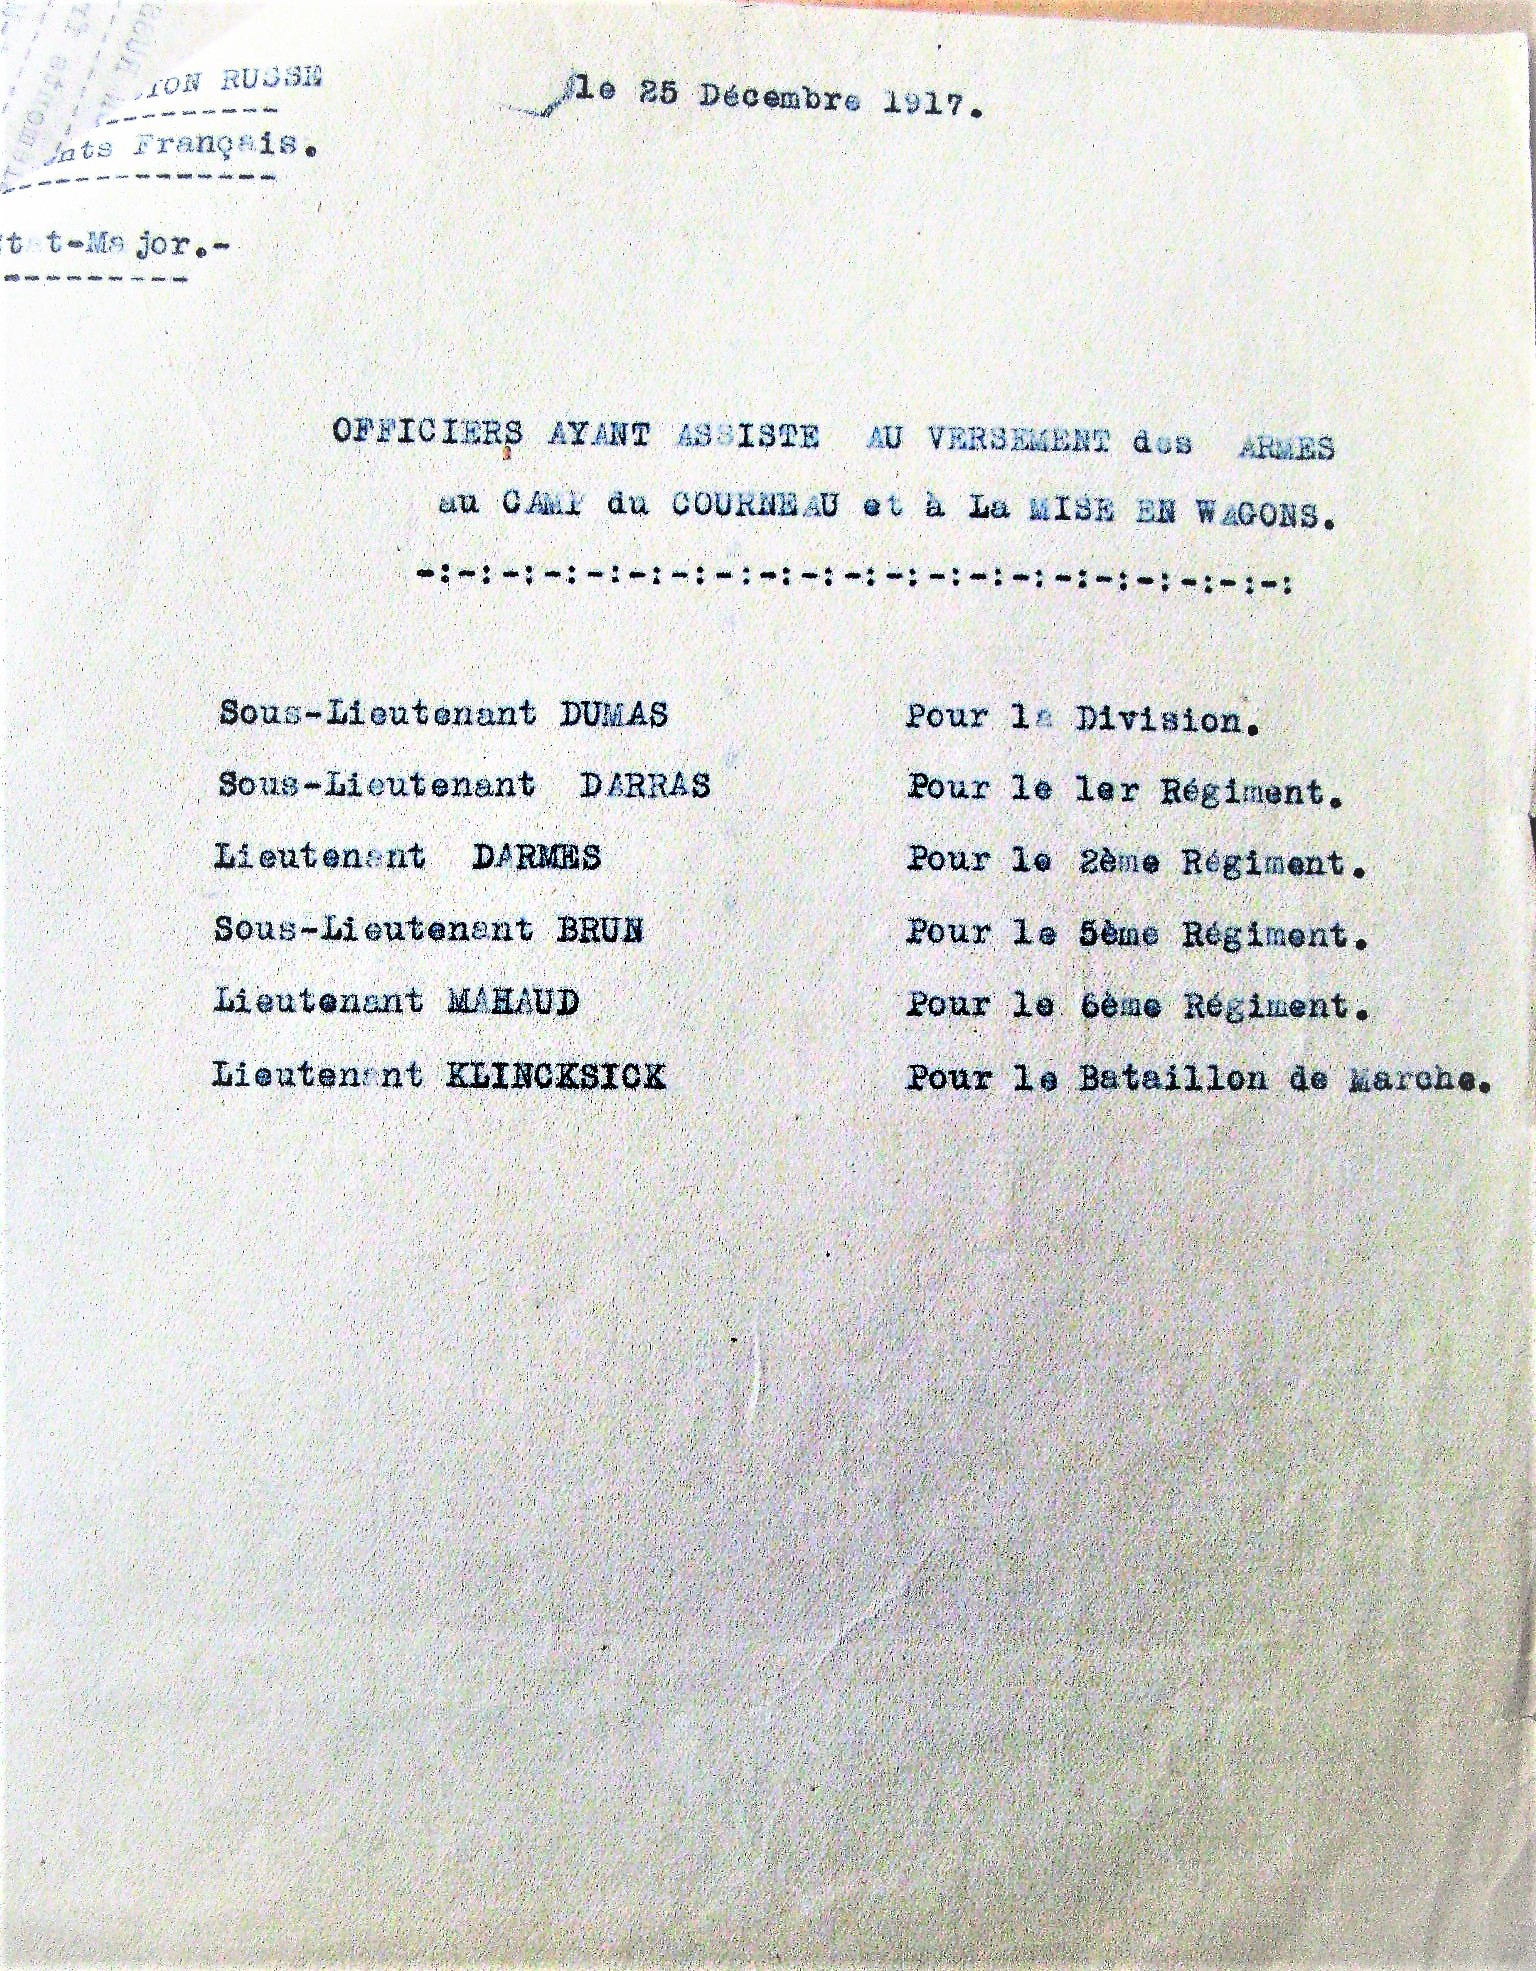 RUSSE
le 25 Décembre 1917.
Français.
tat-Major.-
OFFICIERS AYANT ASSISTE AU VERSEMENT des ARMES
au CAMP du COURNEAU et à La MISE EN WAGONS.
-:-:-:-:-:-:-:-:-:-:-:-:-:-:-:-:-:-:-:-:-:
Sous-Lieutenant DUMAS Pour la Division.
Sous-Lieutenant DARRAS Pour le 1er Régiment.
Lieutenant DARMES Pour le 2ème Régiment.
Sous-Lieutenant BRUN Pour le 5ème Régiment.
Lieutenant MAHAUD Pour le 6ème Régiment.
Lieutenant KLINCKSICK Pour le Bataillon de Marche.